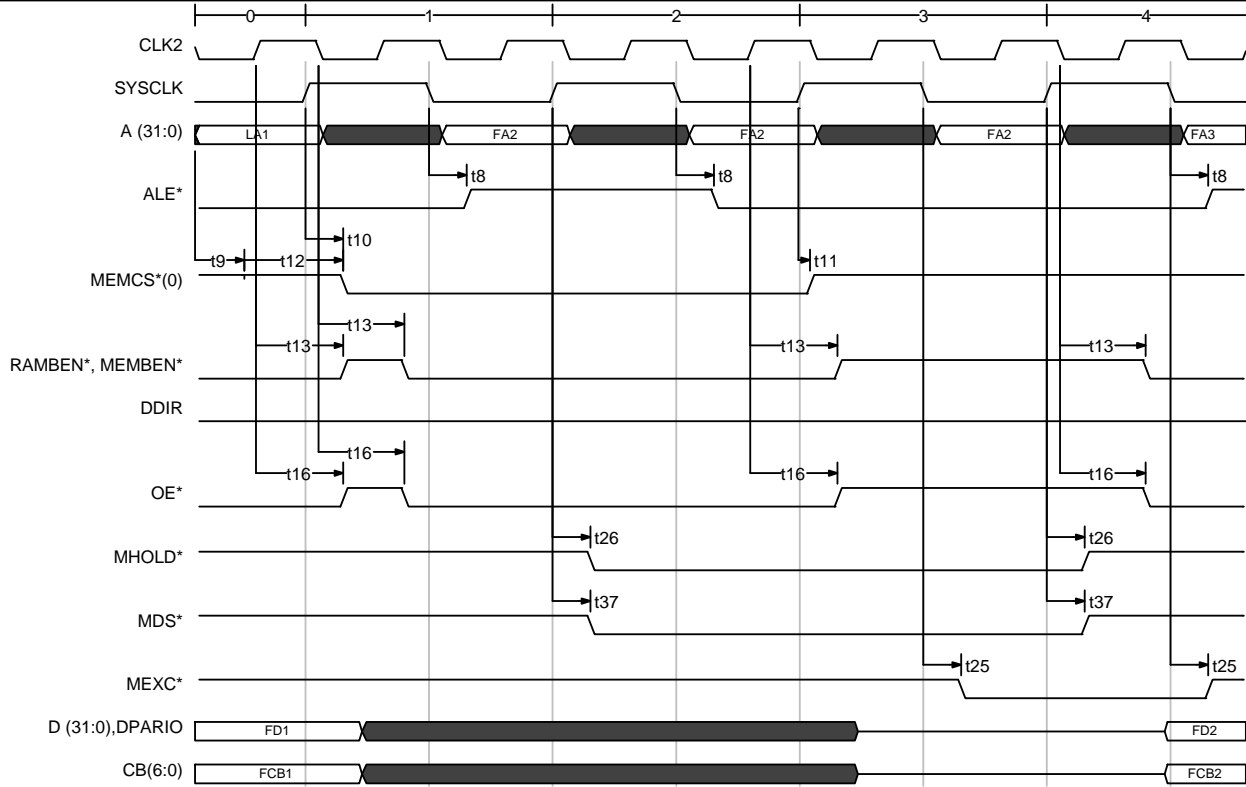 0 1 2 3 4
CLK2
SYSCLK
A (31:0) LA1 FA2 FA2 FA2 FA3
ALE* t8 t8 t8
t10
t9 t12 t11
MEMCS*(0)
t13
t13 t13 t13
RAMBEN*, MEMBEN*
DDIR
t16
t16 t16 t16
OE*
t26 t26
MHOLD*
t37 t37
MDS*
t25 t25
MEXC*
D (31:0),DPARIO FD1 FD2
CB(6:0) FCB1 FCB2